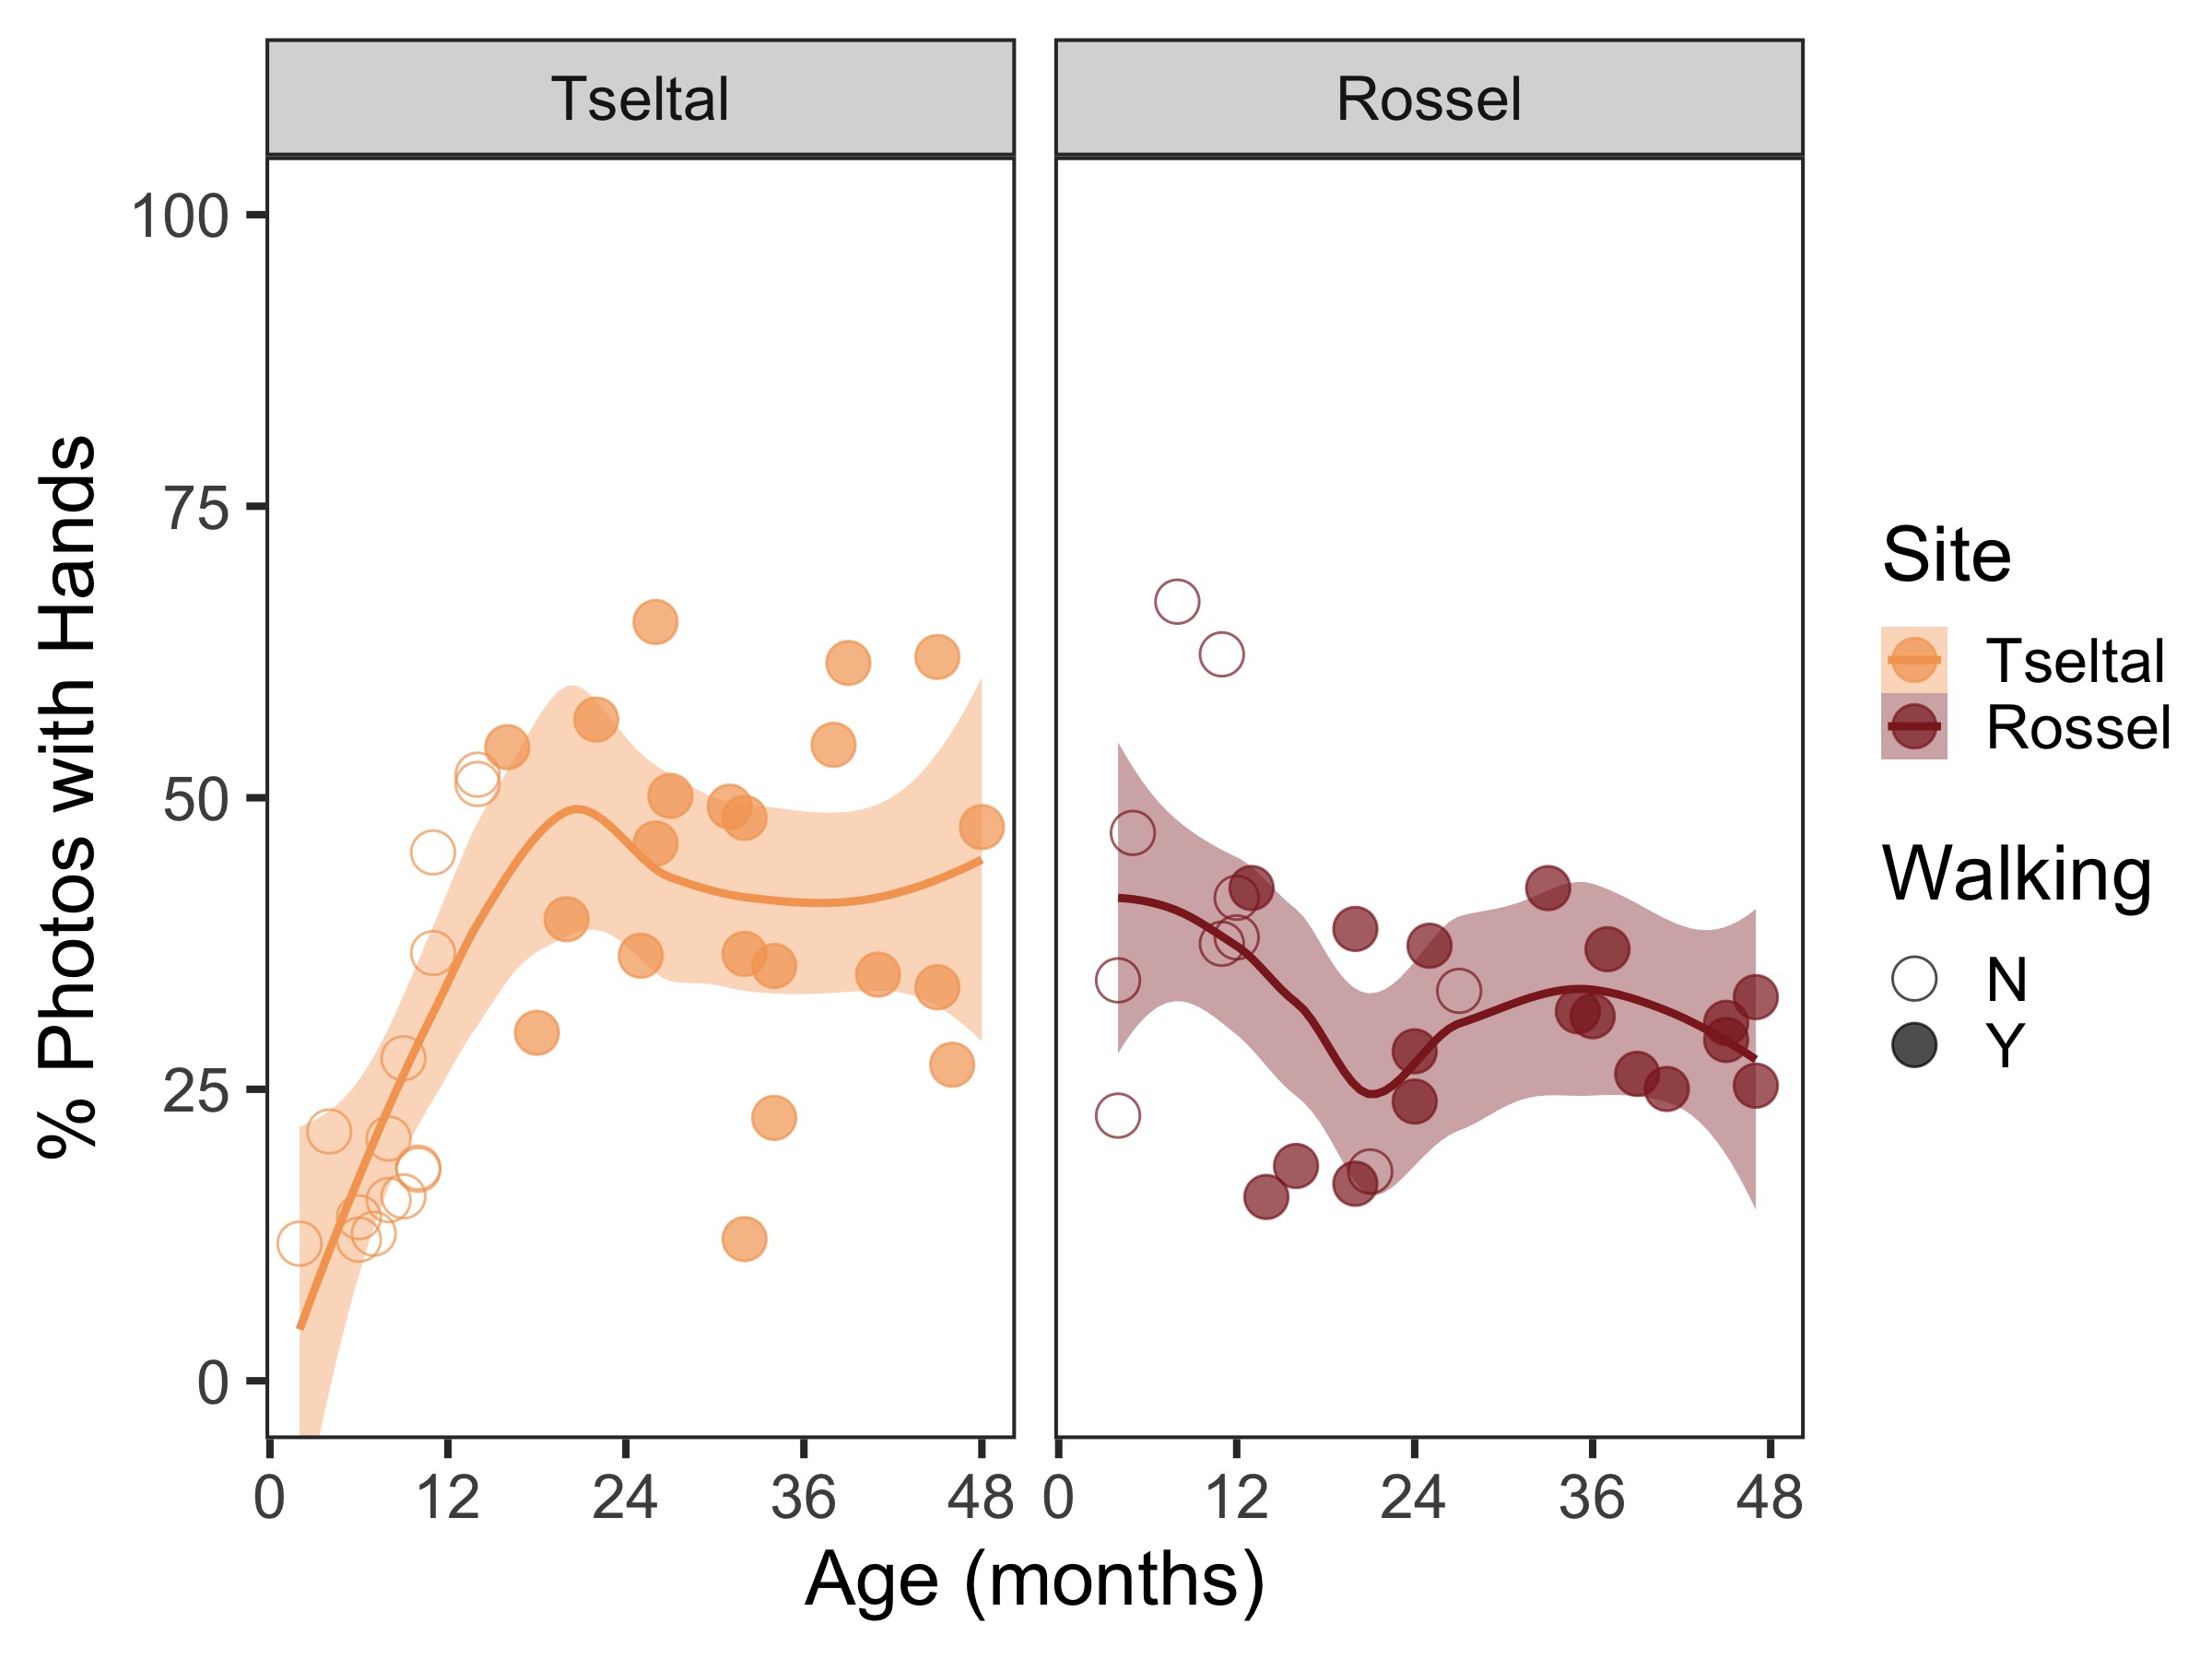 Tseltal
Rossel
% Photos with Hands
100
75
50
25
0
0 12 24 36 48
0 12 24 36 48
Age (months)
Site
Tseltal
Rossel
Walking
N
Y